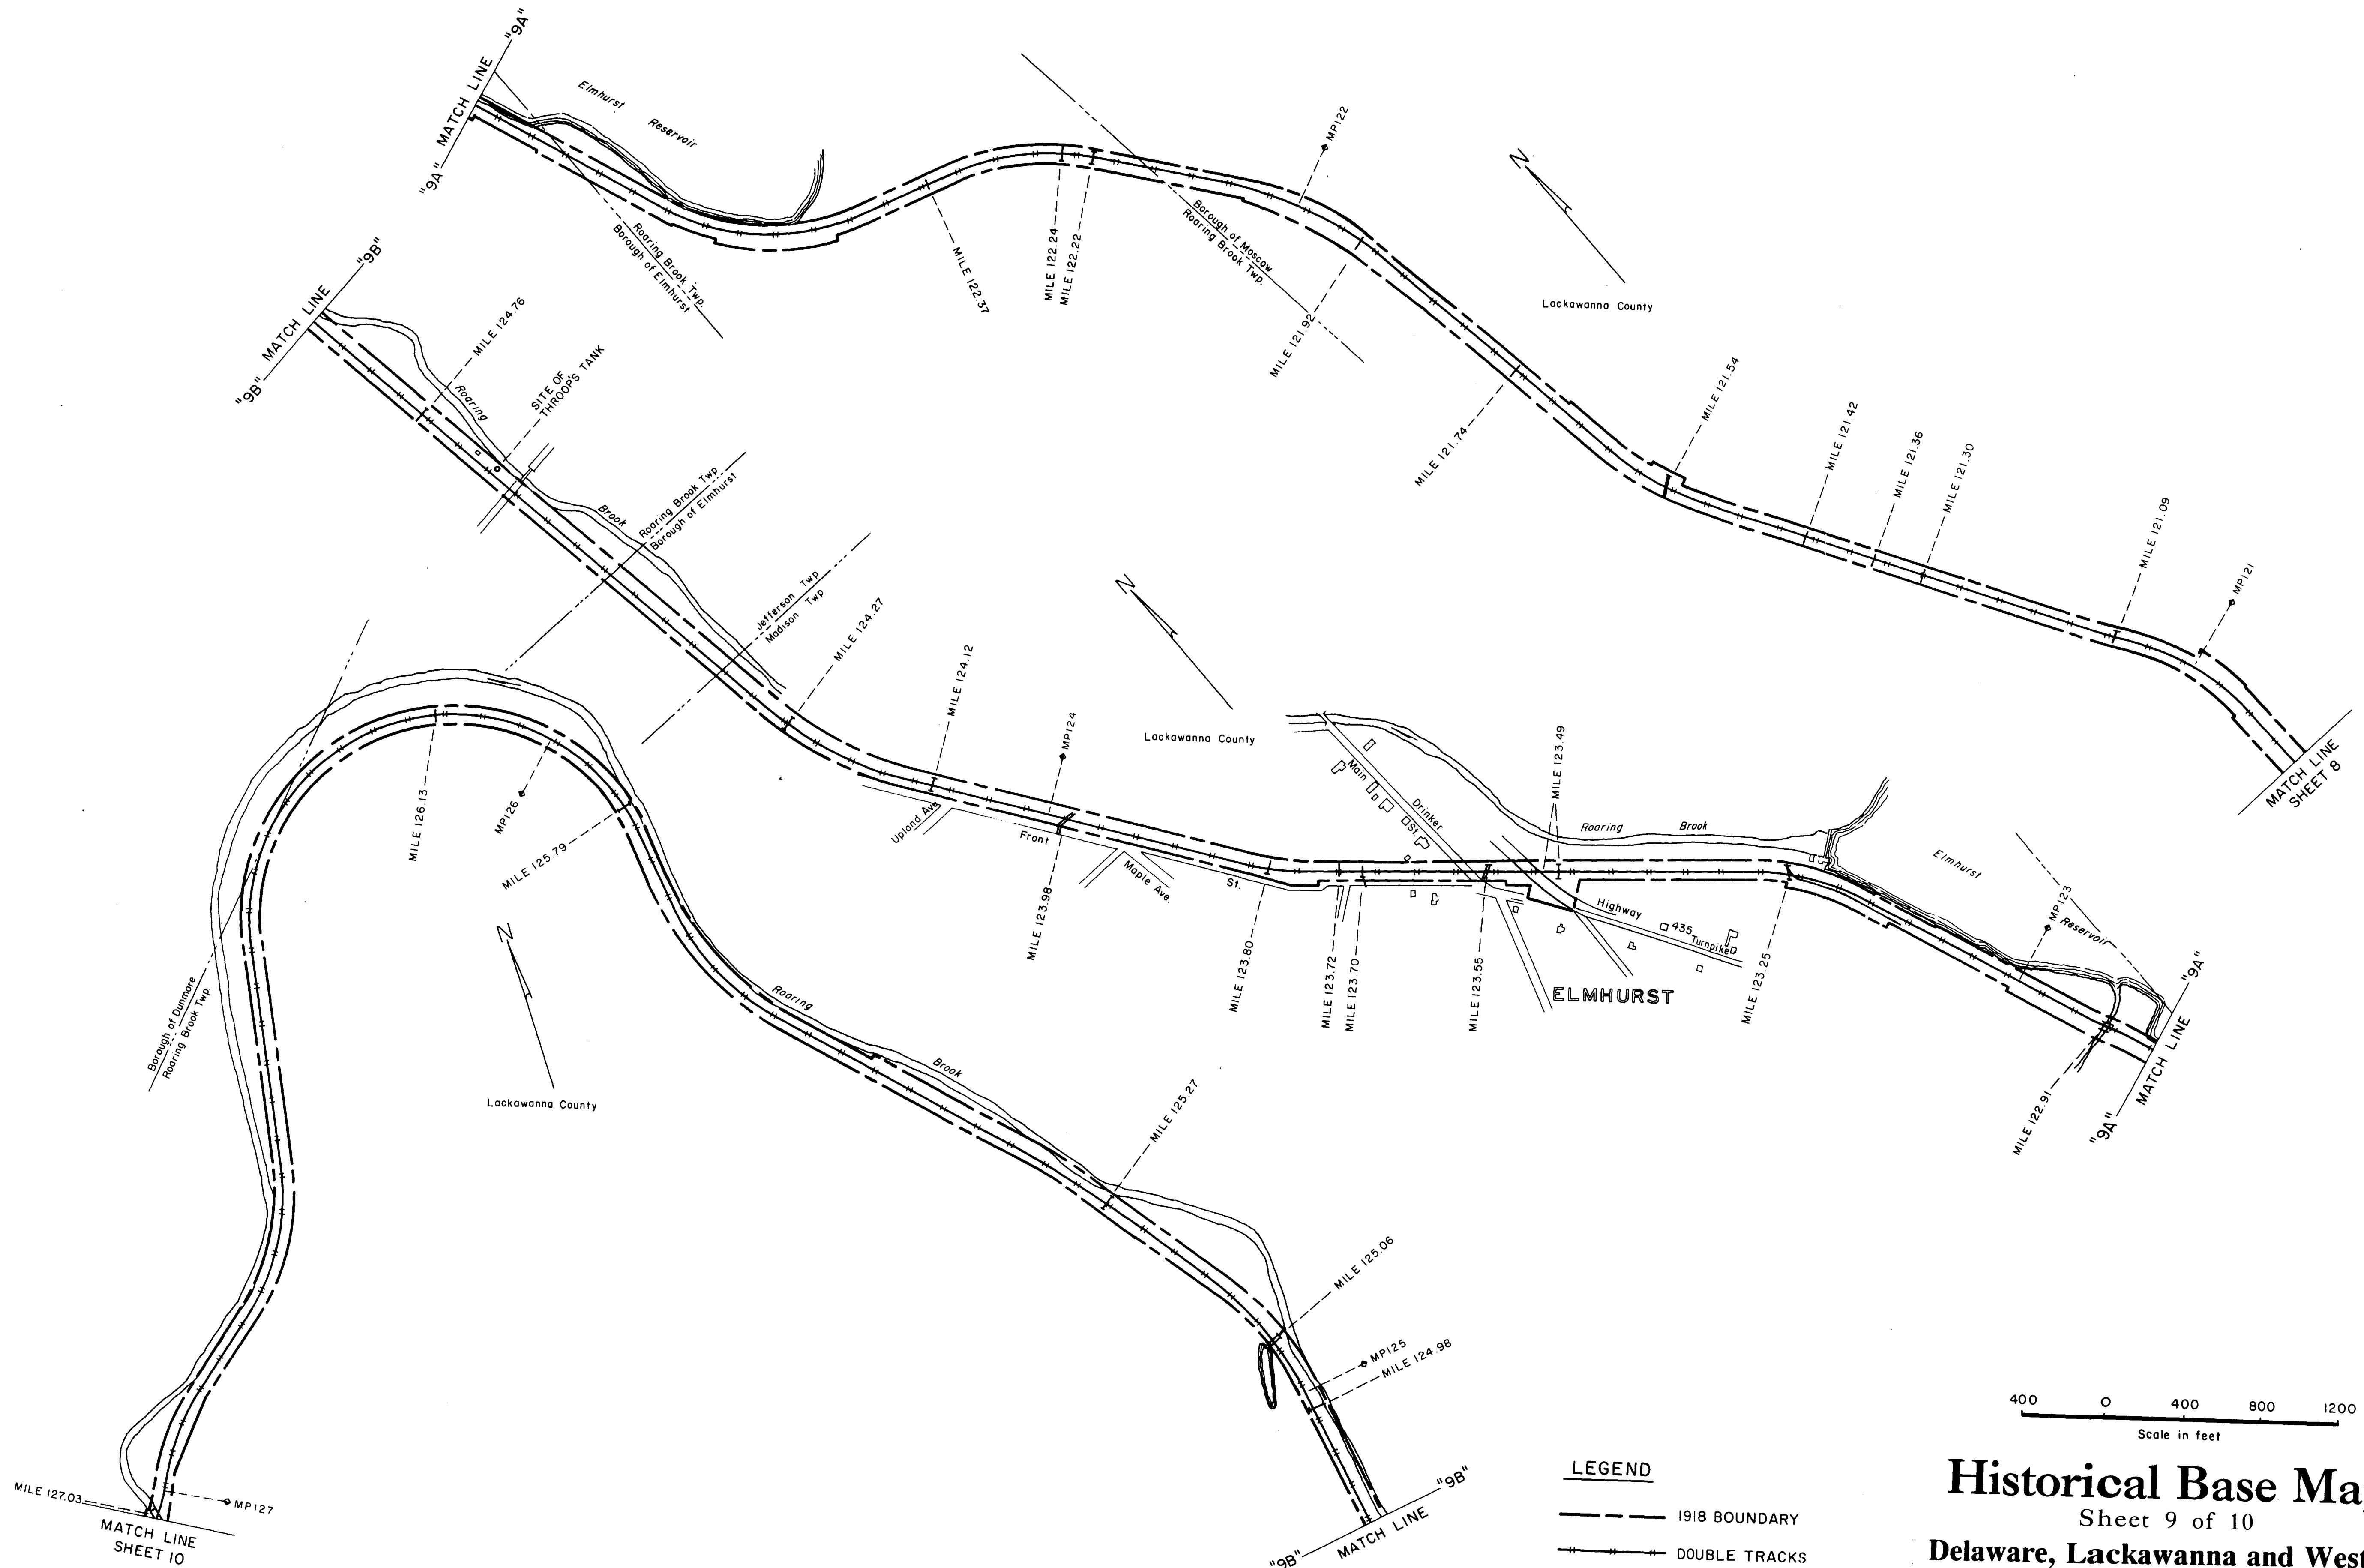 "9A"
MATCH LINE
"9A"
Elmhurst
Reservoir
Roaring Brook Twp.
Borough of Elmhurst
MILE 122.37
MILE 122.24
MILE 122.22
Borough of Moscow
Roaring Brook Twp.
MP122
MILE 121.92
N
Lackawanna County
MILE 121.74
MILE 121.54
MILE 121.42
MILE 121.36
MILE 121.30
MILE 121.09
MP121
MATCH LINE
SHEET 8
"9B"
MATCH LINE
"9B"
MILE 124.76
Roaring
SITE OF
THROOP'S TANK
Brook
Roaring Brook Twp
Borough of Elmhurst
Jefferson Twp
Madison Twp
MILE 124.27
MILE 124.12
Upland Ave
MP124
Front
MILE 123.98
Maple Ave.
St.
N
Lackawanna County
MILE 123.80
MILE 123.72
MILE 123.70
Main
St.
Drinker
MILE 123.55
MILE 123.49
Roaring Brook
Highway
435
Turnpike
ELMHURST
MILE 123.25
Elmhurst
Reservoir
MP123
MILE 122.91
"9A"
MATCH LINE
"9A"
Borough of Dunmore
Roaring Brook Twp.
MILE 126.13
MP126
MILE 125.79
N
Lackawanna County
Roaring
Brook
MILE 125.27
MILE 125.06
MP125
MILE 124.98
"9B"
MATCH LINE
"9B"
MILE 127.03
MP127
MATCH LINE
SHEET 10
LEGEND
1918 BOUNDARY
DOUBLE TRACKS
400 0 400 800 1200
Scale in feet
Historical Base Ma
Sheet 9 of 10
Delaware, Lackawanna and West